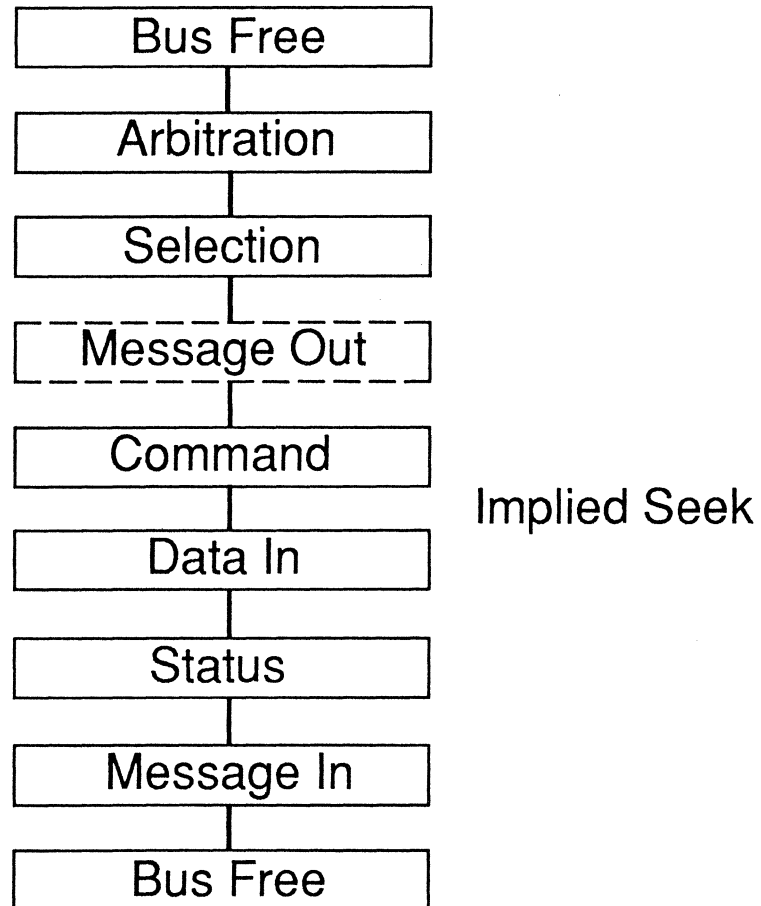 Bus Free
Arbitration
Selection
Message Out
Command
Implied Seek
Data In
Status
Message In
Bus Free